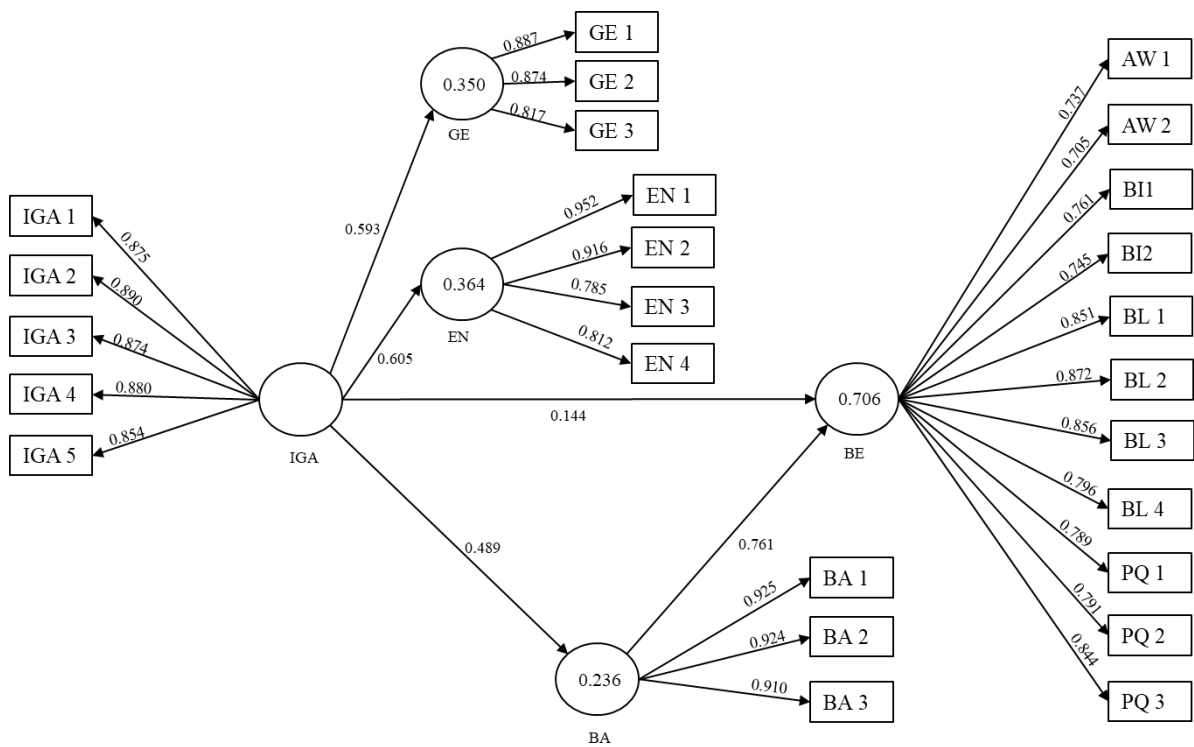 IGA 1
IGA 2
IGA 3
IGA 4
IGA 5
0.875
0.890
0.874
0.880
0.854
IGA
0.593
0.605
0.144
0.489
0.350
GE
0.887
0.874
0.817
GE 1
GE 2
GE 3
0.364
EN
0.952
0.916
0.785
0.812
EN 1
EN 2
EN 3
EN 4
0.236
BA
0.761
0.925
0.924
0.910
BA 1
BA 2
BA 3
0.706
BE
0.737
0.705
0.761
0.745
0.851
0.872
0.856
0.796
0.789
0.791
0.844
AW 1
AW 2
BI1
BI2
BL 1
BL 2
BL 3
BL 4
PQ 1
PQ 2
PQ 3